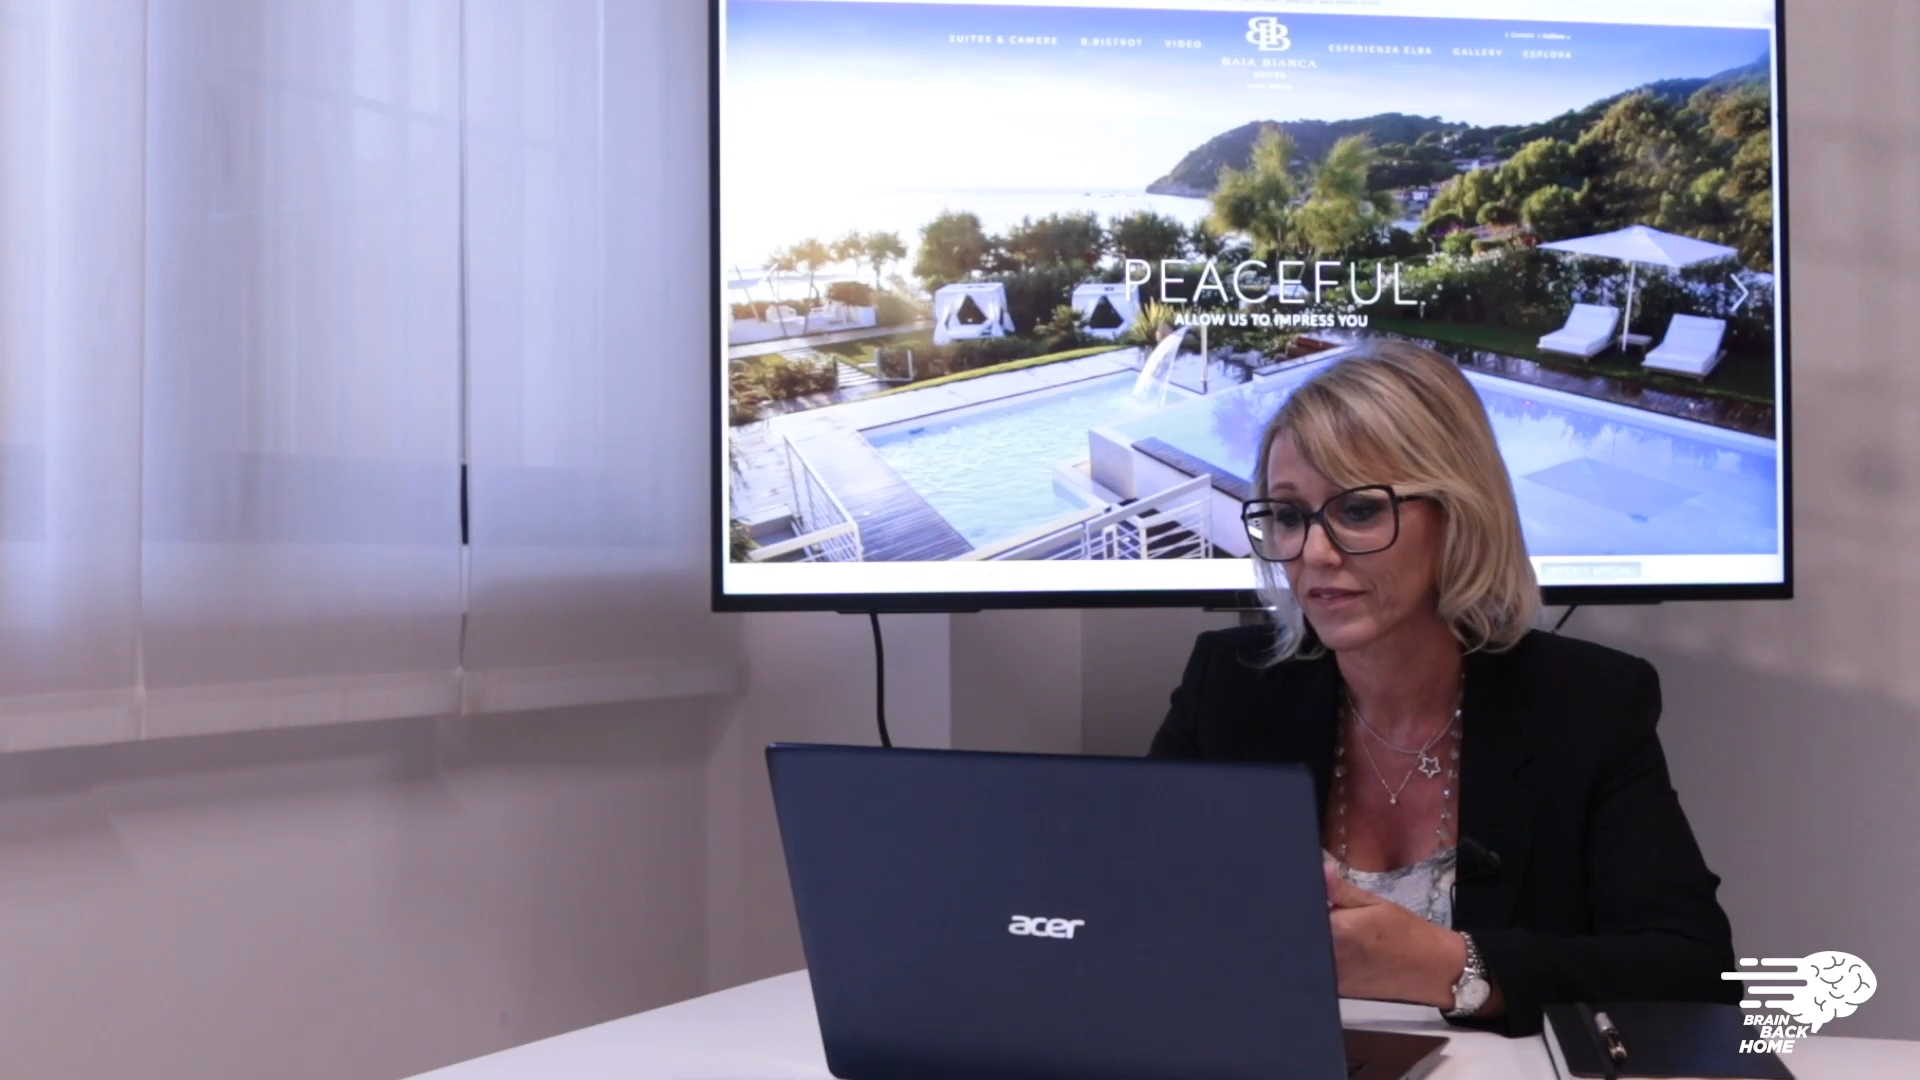 SUITES & CAMERE B.BISTROT VIDEO
BAIA BIANCA
SUITES
ESPERIENZA ELBA GALLERY ESPLORA
PEACEFUL
ALLOW US TO IMPRESS YOU
acer
BRAIN
BACK
HOME